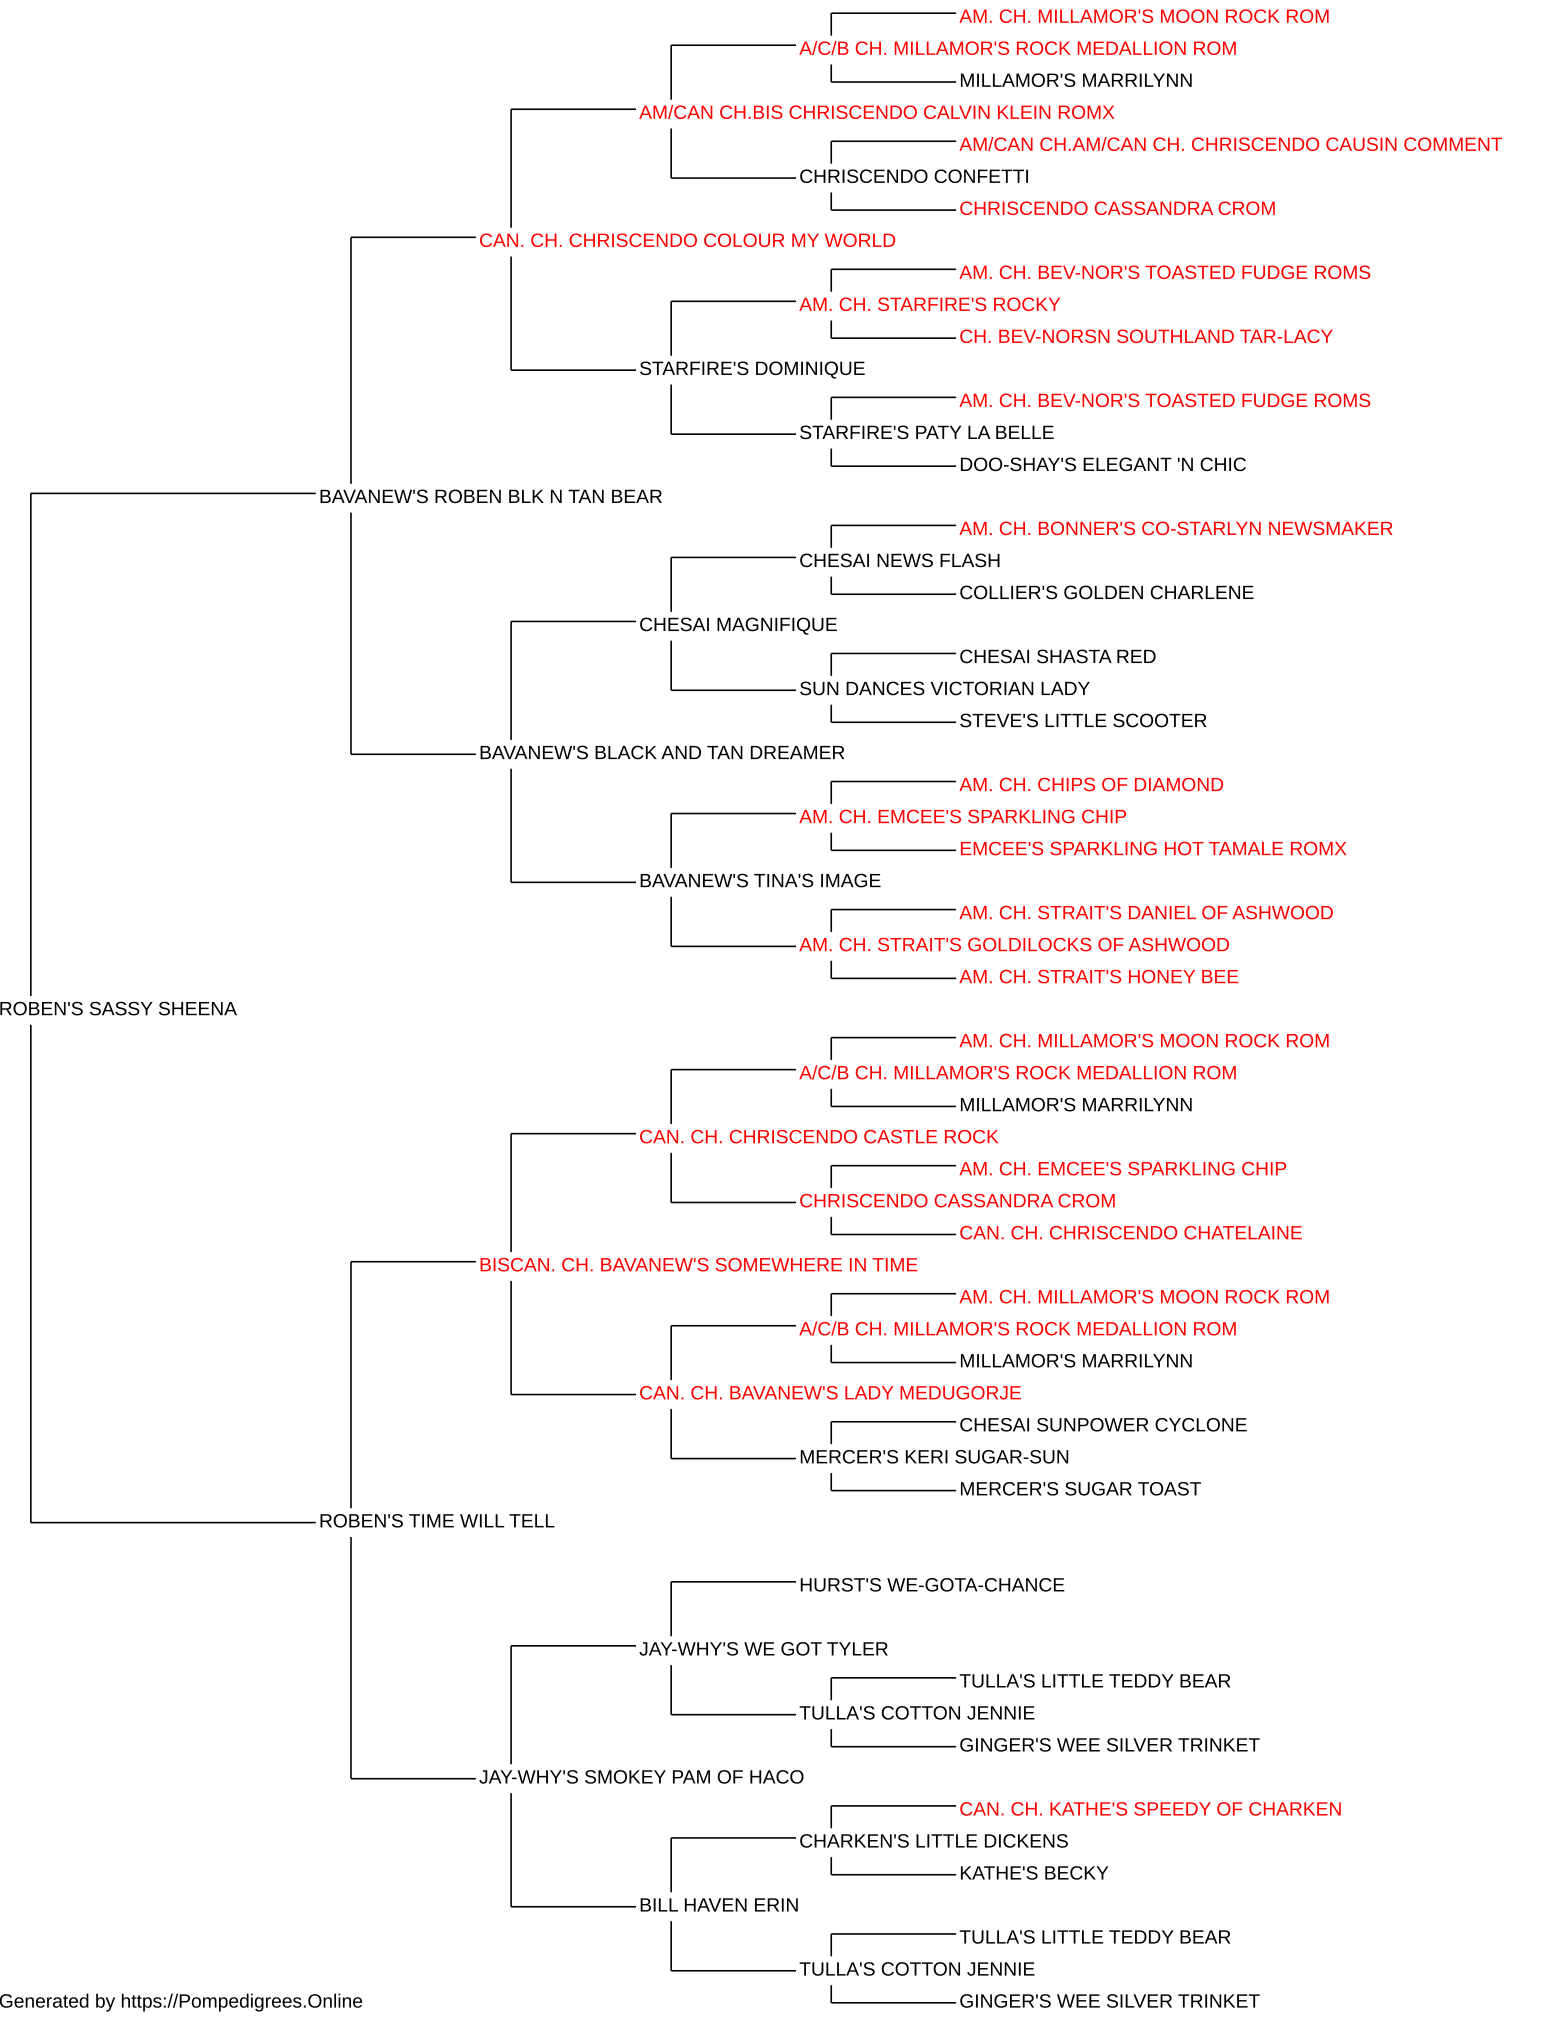 AM. CH. MILLAMOR'S MOON ROCK ROM
A/C/B CH. MILLAMOR'S ROCK MEDALLION ROM
MILLAMOR'S MARRILYNN
AM/CAN CH.BIS CHRISCENDO CALVIN KLEIN ROMX
AM/CAN CH.AM/CAN CH. CHRISCENDO CAUSIN COMMENT
CHRISCENDO CONFETTI
CHRISCENDO CASSANDRA CROM
CAN. CH. CHRISCENDO COLOUR MY WORLD
AM. CH. BEV-NOR'S TOASTED FUDGE ROMS
AM. CH. STARFIRE'S ROCKY
CH. BEV-NORSN SOUTHLAND TAR-LACY
STARFIRE'S DOMINIQUE
AM. CH. BEV-NOR'S TOASTED FUDGE ROMS
STARFIRE'S PATY LA BELLE
DOO-SHAY'S ELEGANT 'N CHIC
BAVANEW'S ROBEN BLK N TAN BEAR
AM. CH. BONNER'S CO-STARLYN NEWSMAKER
CHESAI NEWS FLASH
COLLIER'S GOLDEN CHARLENE
CHESAI MAGNIFIQUE
CHESAI SHASTA RED
SUN DANCES VICTORIAN LADY
STEVE'S LITTLE SCOOTER
BAVANEW'S BLACK AND TAN DREAMER
AM. CH. CHIPS OF DIAMOND
AM. CH. EMCEE'S SPARKLING CHIP
EMCEE'S SPARKLING HOT TAMALE ROMX
BAVANEW'S TINA'S IMAGE
AM. CH. STRAIT'S DANIEL OF ASHWOOD
AM. CH. STRAIT'S GOLDILOCKS OF ASHWOOD
AM. CH. STRAIT'S HONEY BEE
ROBEN'S SASSY SHEENA
AM. CH. MILLAMOR'S MOON ROCK ROM
A/C/B CH. MILLAMOR'S ROCK MEDALLION ROM
MILLAMOR'S MARRILYNN
CAN. CH. CHRISCENDO CASTLE ROCK
AM. CH. EMCEE'S SPARKLING CHIP
CHRISCENDO CASSANDRA CROM
CAN. CH. CHRISCENDO CHATELAINE
BISCAN. CH. BAVANEW'S SOMEWHERE IN TIME
AM. CH. MILLAMOR'S MOON ROCK ROM
A/C/B CH. MILLAMOR'S ROCK MEDALLION ROM
MILLAMOR'S MARRILYNN
CAN. CH. BAVANEW'S LADY MEDUGORJE
CHESAI SUNPOWER CYCLONE
MERCER'S KERI SUGAR-SUN
MERCER'S SUGAR TOAST
ROBEN'S TIME WILL TELL
HURST'S WE-GOTA-CHANCE
JAY-WHY'S WE GOT TYLER
TULLA'S LITTLE TEDDY BEAR
TULLA'S COTTON JENNIE
GINGER'S WEE SILVER TRINKET
JAY-WHY'S SMOKEY PAM OF HACO
CAN. CH. KATHE'S SPEEDY OF CHARKEN
CHARKEN'S LITTLE DICKENS
KATHE'S BECKY
BILL HAVEN ERIN
TULLA'S LITTLE TEDDY BEAR
TULLA'S COTTON JENNIE
GINGER'S WEE SILVER TRINKET
Generated by https://Pompedigrees.Online